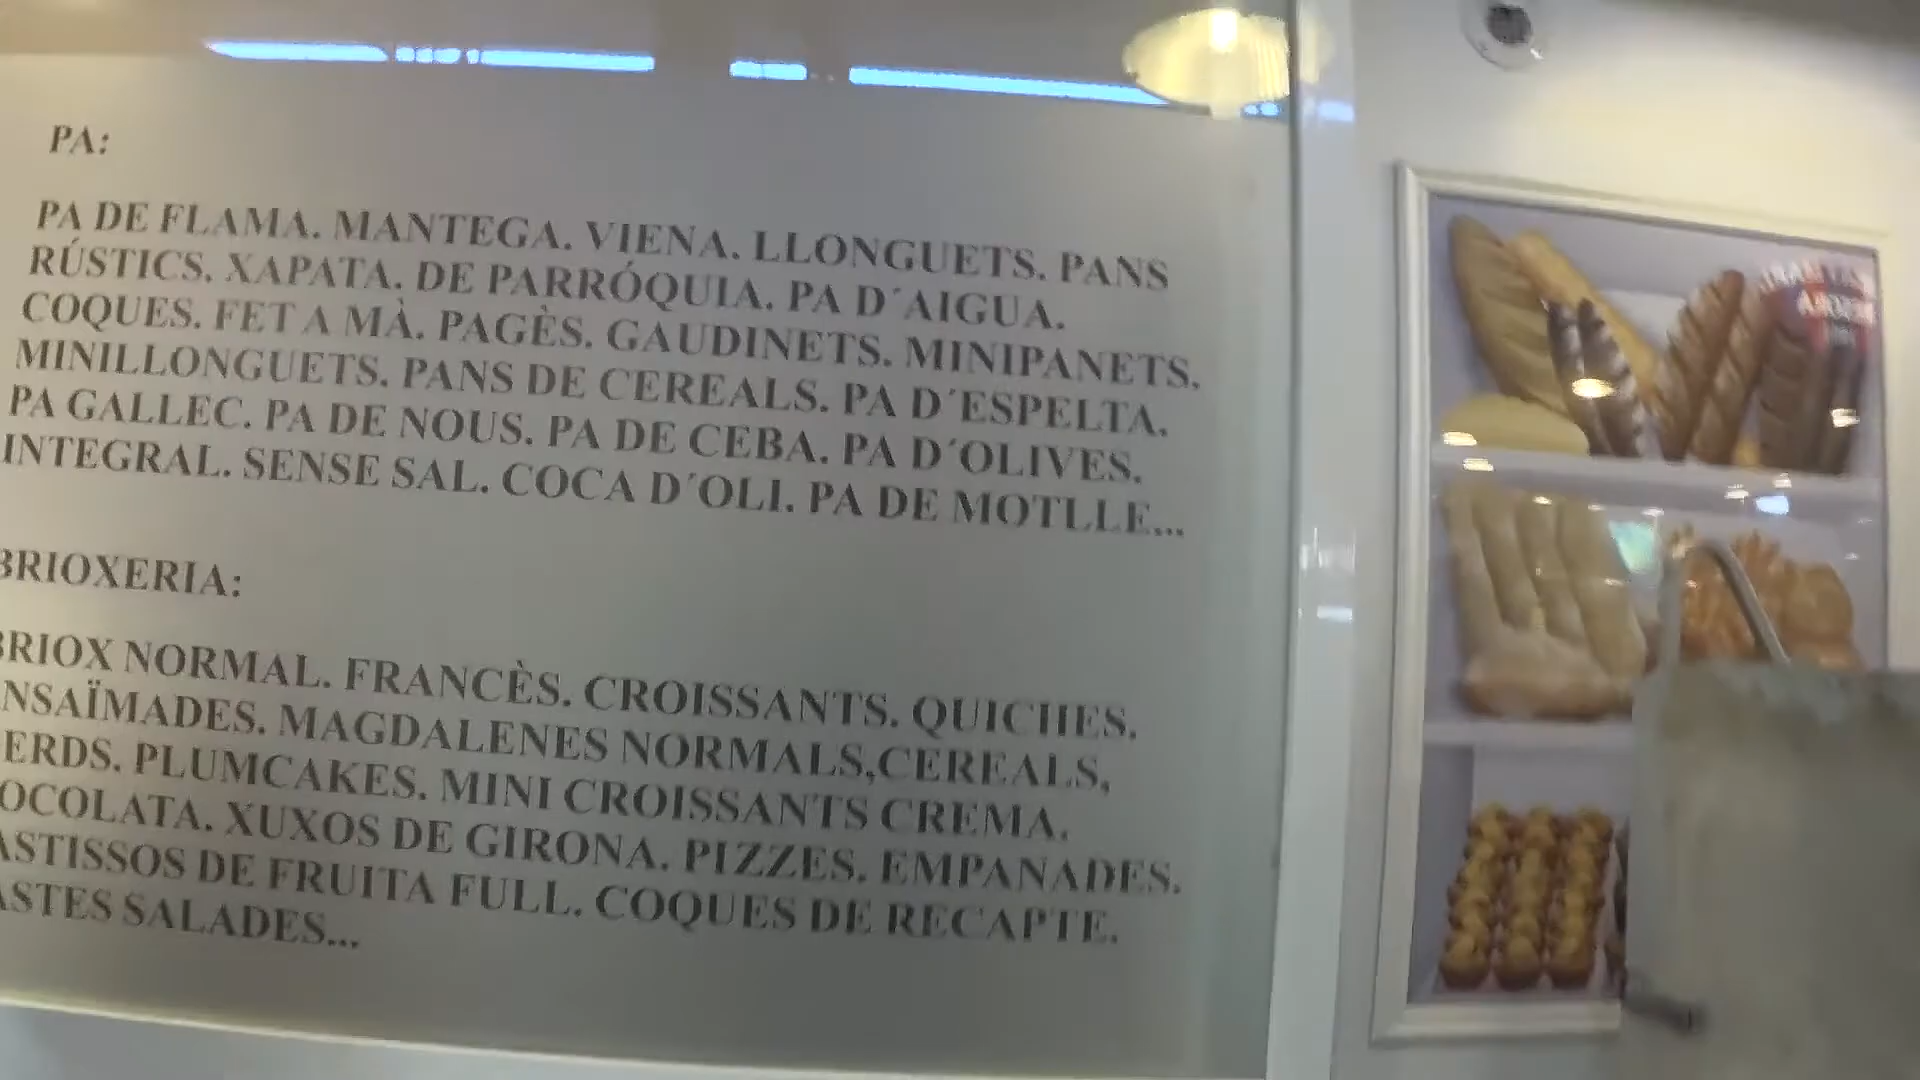 PA:
PA DE FLAMA. MANTEGA. VIENA. LLONGUETS. PANS
RÚSTICS. XAPATA. DE PARRÓQUIA. PA D´AIGUA.
COQUES. FET A MÀ. PAGÈS. GAUDINETS. MINIPANETS.
MINILLONGUETS. PANS DE CEREALS. PA D´ESPELTA.
PA GALLEC. PA DE NOUS. PA DE CEBA. PA D´OLIVES.
INTEGRAL. SENSE SAL. COCA D´OLI. PA DE MOTLLE...
BRIOXERIA:
BRIOX NORMAL. FRANCÈS. CROISSANTS. QUICHES.
NSAÏMADES. MAGDALENES NORMALS,CEREALS,
ERDS. PLUMCAKES. MINI CROISSANTS CREMA.
OCOLATA. XUXOS DE GIRONA. PIZZES. EMPANADES.
ASTISSOS DE FRUITA FULL. COQUES DE RECAPTE.
ASTES SALADES...